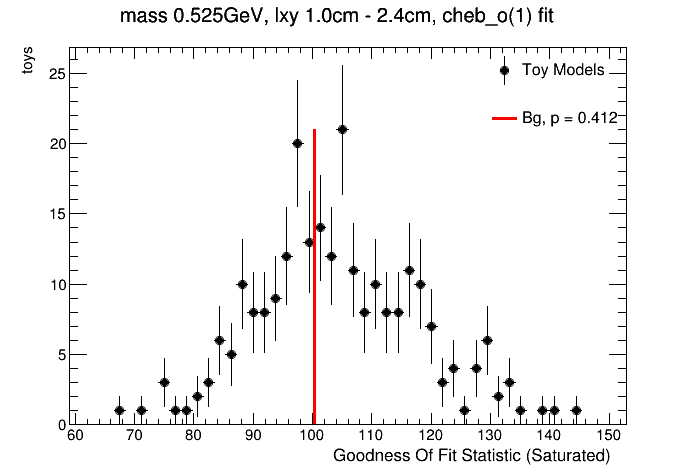 mass 0.525GeV, lxy 1.0cm - 2.4cm, cheb_o(1) fit
toys
25
Toy Models
Bg, p = 0.412
20
15
10
5
0
60 70 80 90 100 110 120 130 140 150
Goodness Of Fit Statistic (Saturated)